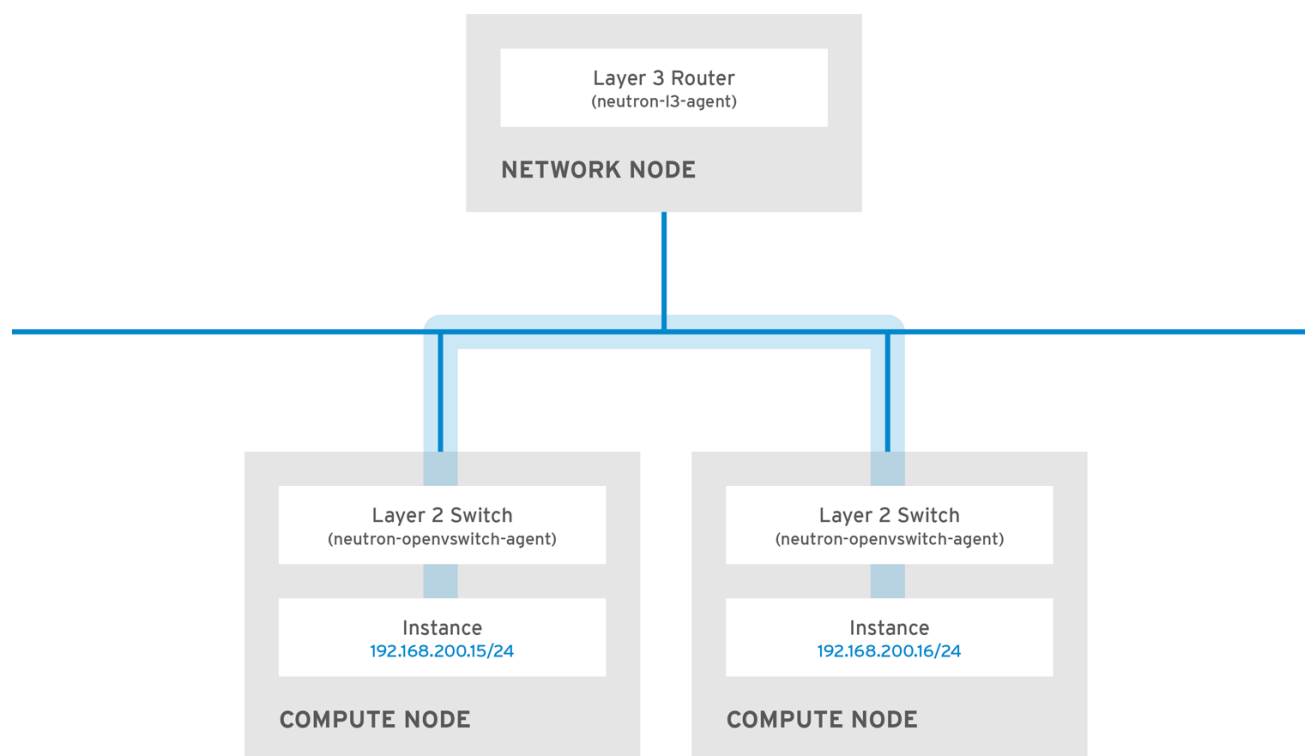 Layer 3 Router
(neutron-l3-agent)
NETWORK NODE
Layer 2 Switch
(neutron-openvswitch-agent)
Instance
192.168.200.15/24
COMPUTE NODE
Layer 2 Switch
(neutron-openvswitch-agent)
Instance
192.168.200.16/24
COMPUTE NODE